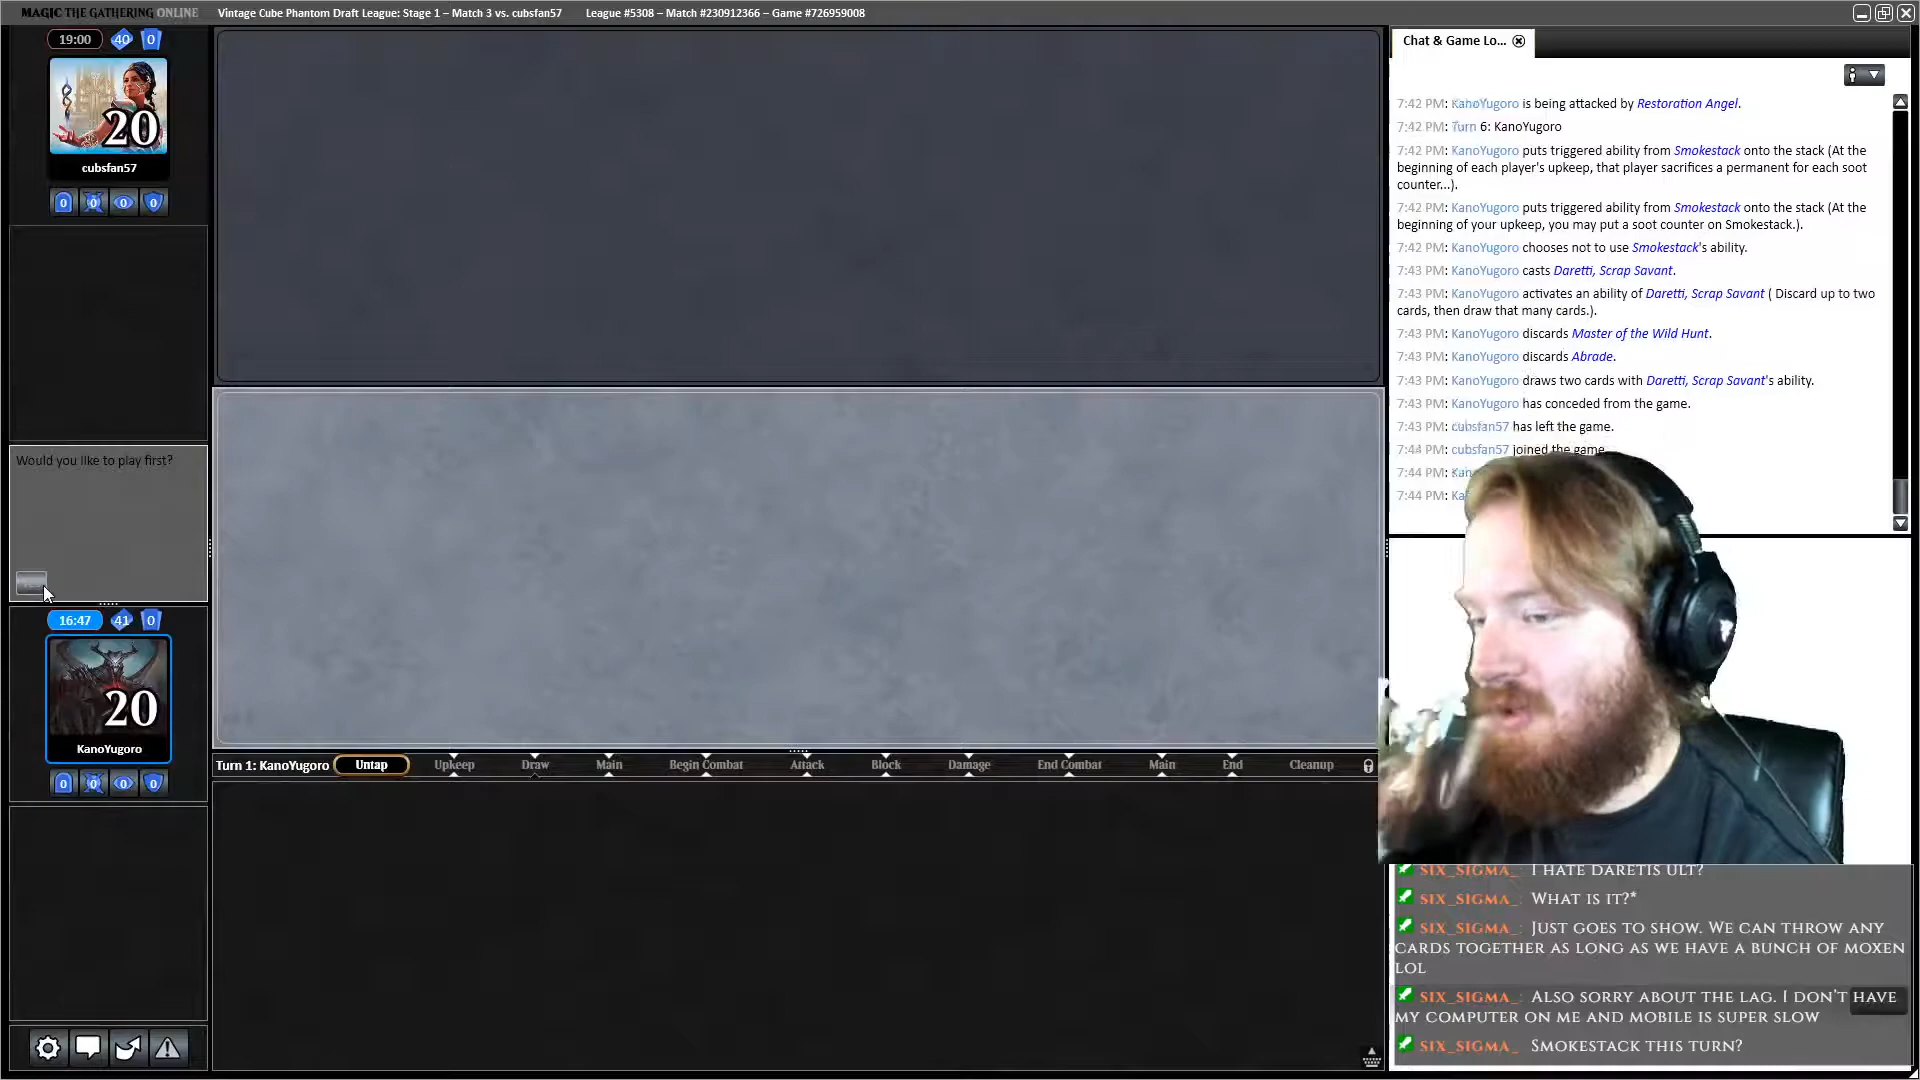 MAGIC THE GATHERING ONLINE
Vintage Cube Phantom Draft League: Stage 1 – Match 3 vs. cubsfan57
League #5308 – Match #230912366 – Game #726959008
19:00 40 0
20
cubsfan57
0 0 0 0
Would you like to play first?
16:47 41 0
20
KanoYugoro
0 0 0 0
Turn 1: KanoYugoro Untap Upkeep Draw Main Begin Combat Attack Block Damage End Combat Main End Cleanup
Chat & Game Lo...
7:42 PM: KanoYugoro is being attacked by Restoration Angel.
7:42 PM: Turn 6: KanoYugoro
7:42 PM: KanoYugoro puts triggered ability from Smokestack onto the stack (At the
beginning of each player's upkeep, that player sacrifices a permanent for each soot
counter...).
7:42 PM: KanoYugoro puts triggered ability from Smokestack onto the stack (At the
beginning of your upkeep, you may put a soot counter on Smokestack.).
7:42 PM: KanoYugoro chooses not to use Smokestack's ability.
7:43 PM: KanoYugoro casts Daretti, Scrap Savant.
7:43 PM: KanoYugoro activates an ability of Daretti, Scrap Savant ( Discard up to two
cards, then draw that many cards.).
7:43 PM: KanoYugoro discards Master of the Wild Hunt.
7:43 PM: KanoYugoro discards Abrade.
7:43 PM: KanoYugoro draws two cards with Daretti, Scrap Savant's ability.
7:43 PM: KanoYugoro has conceded from the game.
7:43 PM: cubsfan57 has left the game.
7:44 PM: cubsfan57 joined the game.
7:44 PM:
7:44 PM:
SIX_SIGMA_: I HATE DARETIS ULT?
SIX_SIGMA_: WHAT IS IT?*
SIX_SIGMA_: JUST GOES TO SHOW. WE CAN THROW ANY
CARDS TOGETHER AS LONG AS WE HAVE A BUNCH OF MOXEN
LOL
SIX_SIGMA_: ALSO SORRY ABOUT THE LAG. I DON'T HAVE
MY COMPUTER ON ME AND MOBILE IS SUPER SLOW
SIX_SIGMA_: SMOKESTACK THIS TURN?